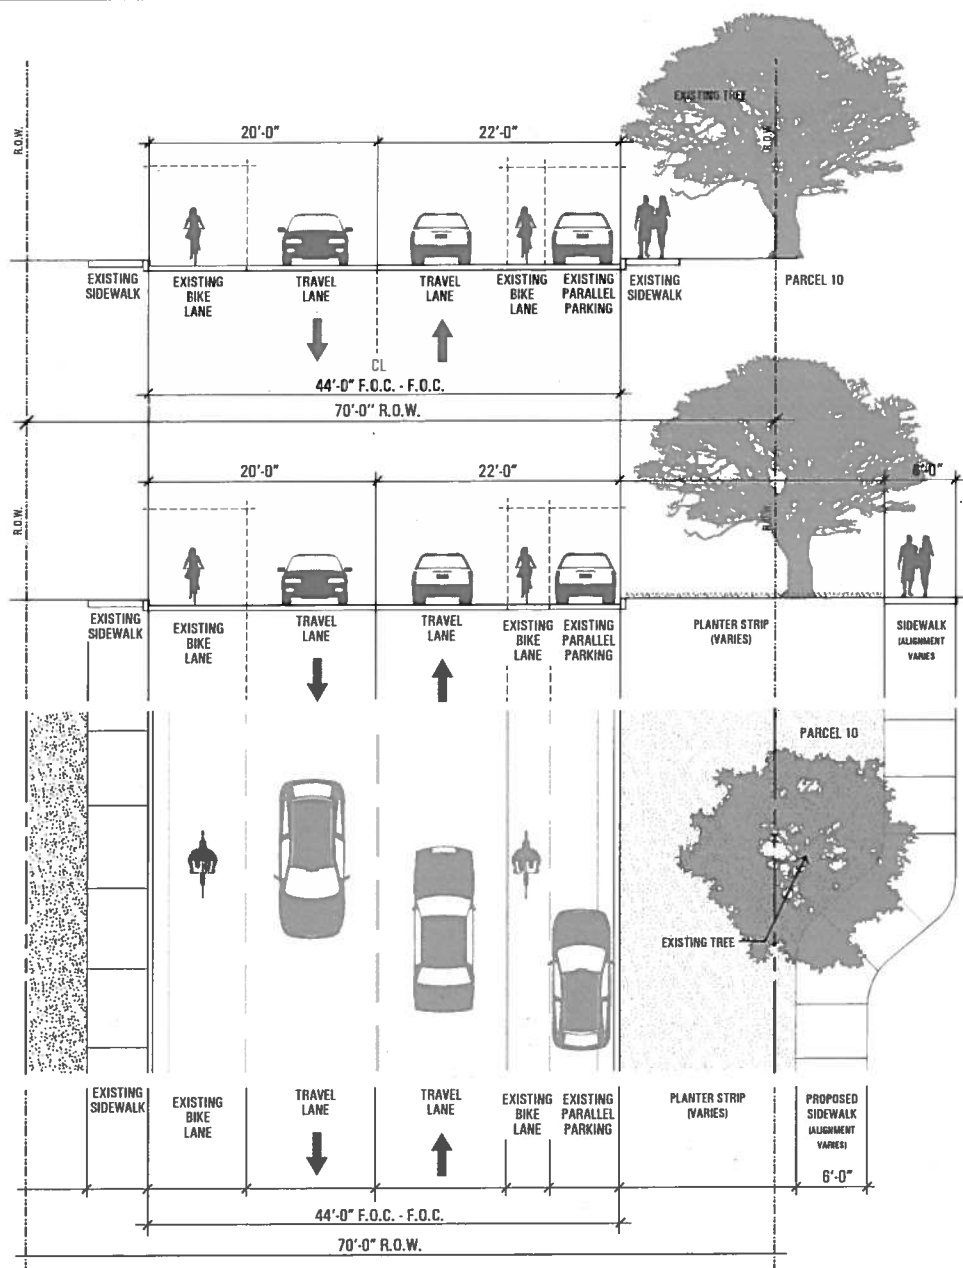 EXISTING TREE
R.O.W.
R.O.W.
20'-0"
22'-0"
EXISTING
SIDEWALK
EXISTING
BIKE
LANE
TRAVEL
LANE
TRAVEL
LANE
EXISTING
BIKE
LANE
EXISTING
PARALLEL
PARKING
EXISTING
SIDEWALK
PARCEL 10
CL
44'-0" F.O.C. - F.O.C.
70'-0" R.O.W.
20'-0"
22'-0"
6'-0"
R.O.W.
R.O.W.
EXISTING
SIDEWALK
EXISTING
BIKE
LANE
TRAVEL
LANE
TRAVEL
LANE
EXISTING
BIKE
LANE
EXISTING
PARALLEL
PARKING
PLANTER STRIP
(VARIES)
SIDEWALK
(ALIGNMENT
VARIES
PARCEL 10
EXISTING TREE
EXISTING
SIDEWALK
EXISTING
BIKE
LANE
TRAVEL
LANE
TRAVEL
LANE
EXISTING
BIKE
LANE
EXISTING
PARALLEL
PARKING
PLANTER STRIP
(VARIES)
PROPOSED
SIDEWALK
(ALIGNMENT
VARIES)
6'-0"
44'-0" F.O.C. - F.O.C.
70'-0" R.O.W.